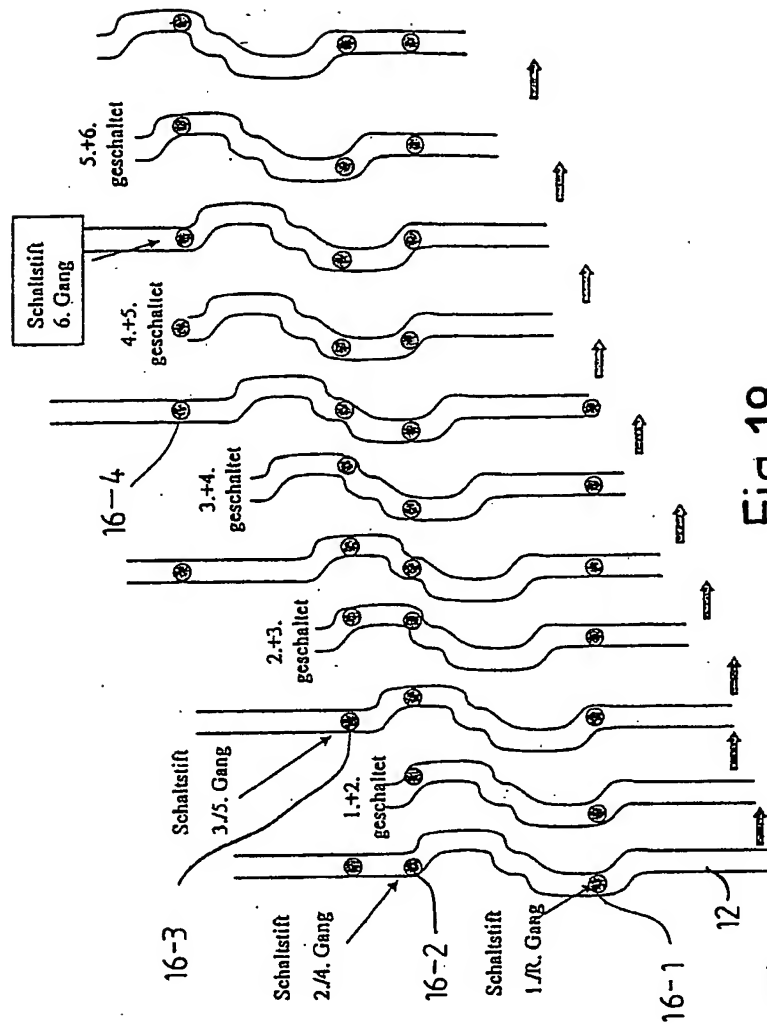 5.+6.
geschaltet
Schaltstift
6. Gang
4.+5.
geschaltet
16-4
3.+4.
geschaltet
2.+3.
geschaltet
Schaltstift
3./5. Gang
1.+2.
geschaltet
16-3
Schaltstift
2./4. Gang
16-2
Schaltstift
1./R. Gang
16-1
12
Fig.